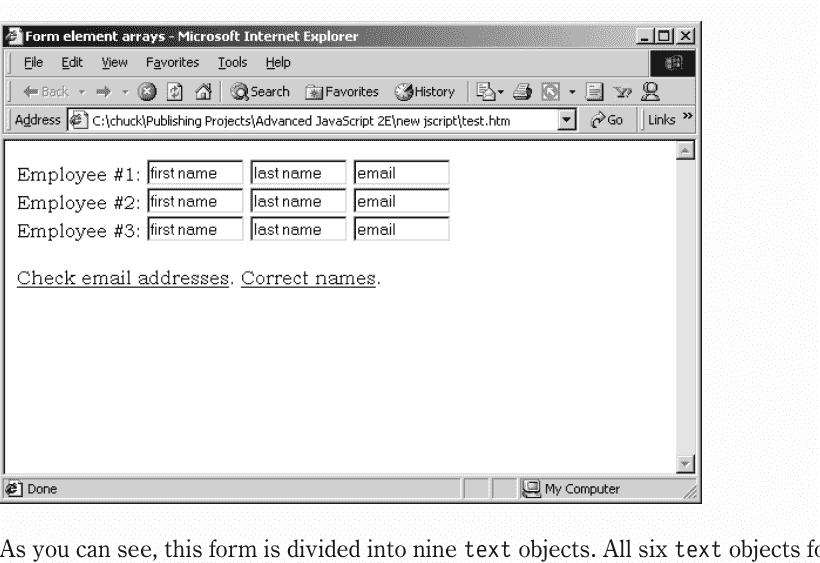 Form element arrays - Microsoft Internet Explorer
File Edit View Favorites Tools Help
Back Search Favorites History
Address C:\chuck\Publishing Projects\Advanced JavaScript 2E\new jscript\test.htm Go Links »
Employee #1: first name last name email
Employee #2: first name last name email
Employee #3: first name last name email
Check email addresses. Correct names.
Done My Computer
As you can see, this form is divided into nine text objects. All six text objects fo